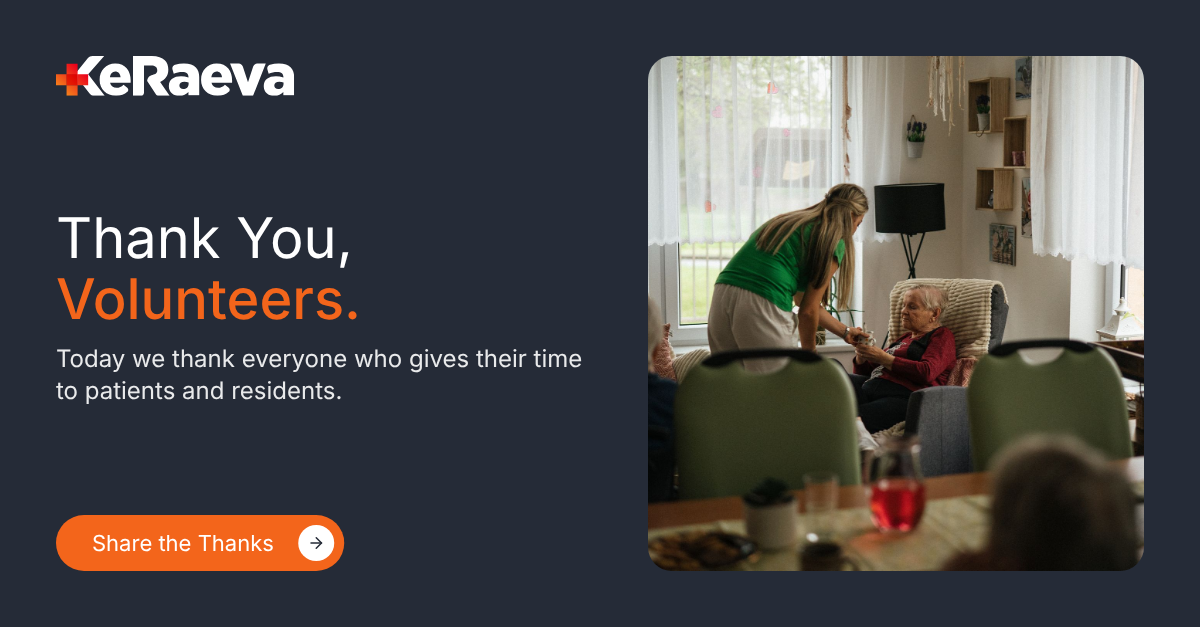 KeRaeva
Thank You,
Volunteers.
Today we thank everyone who gives their time
to patients and residents.
Share the Thanks